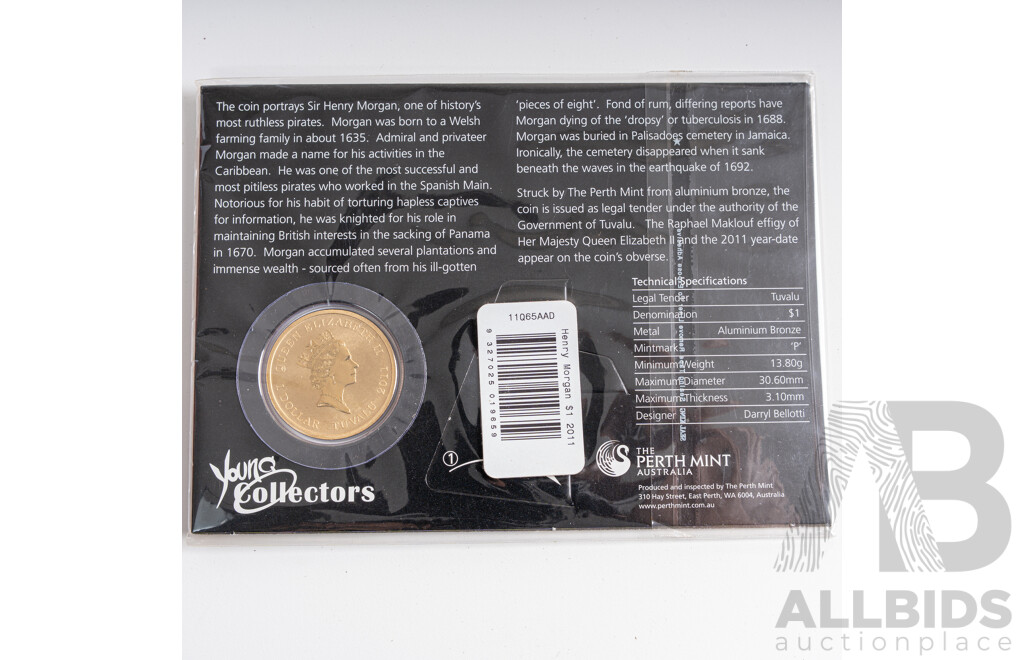 The coin portrays Sir Henry Morgan, one of history's
most ruthless pirates. Morgan was born to a Welsh
farming family in about 1635. Admiral and privateer
Morgan made a name for his activities in the
Caribbean. He was one of the most successful and
most pitiless pirates who worked in the Spanish Main.
Notorious for his habit of torturing hapless captives
for information, he was knighted for his role in
maintaining British interests in the sacking of Panama
in 1670. Morgan accumulated several plantations and
immense wealth - sourced often from his ill-gotten
'pieces of eight'. Fond of rum, differing reports have
Morgan dying of the 'dropsy' or tuberculosis in 1688.
Morgan was buried in Palisadoes cemetery in Jamaica.
Ironically, the cemetery disappeared when it sank
beneath the waves in the earthquake of 1692.
Struck by The Perth Mint from aluminium bronze, the
coin is issued as legal tender under the authority of the
Government of Tuvalu. The Raphael Maklouf effigy of
Her Majesty Queen Elizabeth II and the 2011 year-date
appear on the coin's obverse.
Technical Specifications
Legal Tender Tuvalu
Denomination $1
Metal Aluminium Bronze
Mintmark 'P'
Minimum Weight 13.80g
Maximum Diameter 30.60mm
Maximum Thickness 3.10mm
Designer Darryl Bellotti
QUEEN ELIZABETH II 2011
1 DOLLAR TUVALU
11Q65AAD
Henry Morgan $1 2011
9 327025 019659
1
Young
Collectors
THE
PERTH MINT
AUSTRALIA
Produced and inspected by The Perth Mint
310 Hay Street, East Perth, WA 6004, Australia
www.perthmint.com.au
AB
ALLBIDS
auctionplace